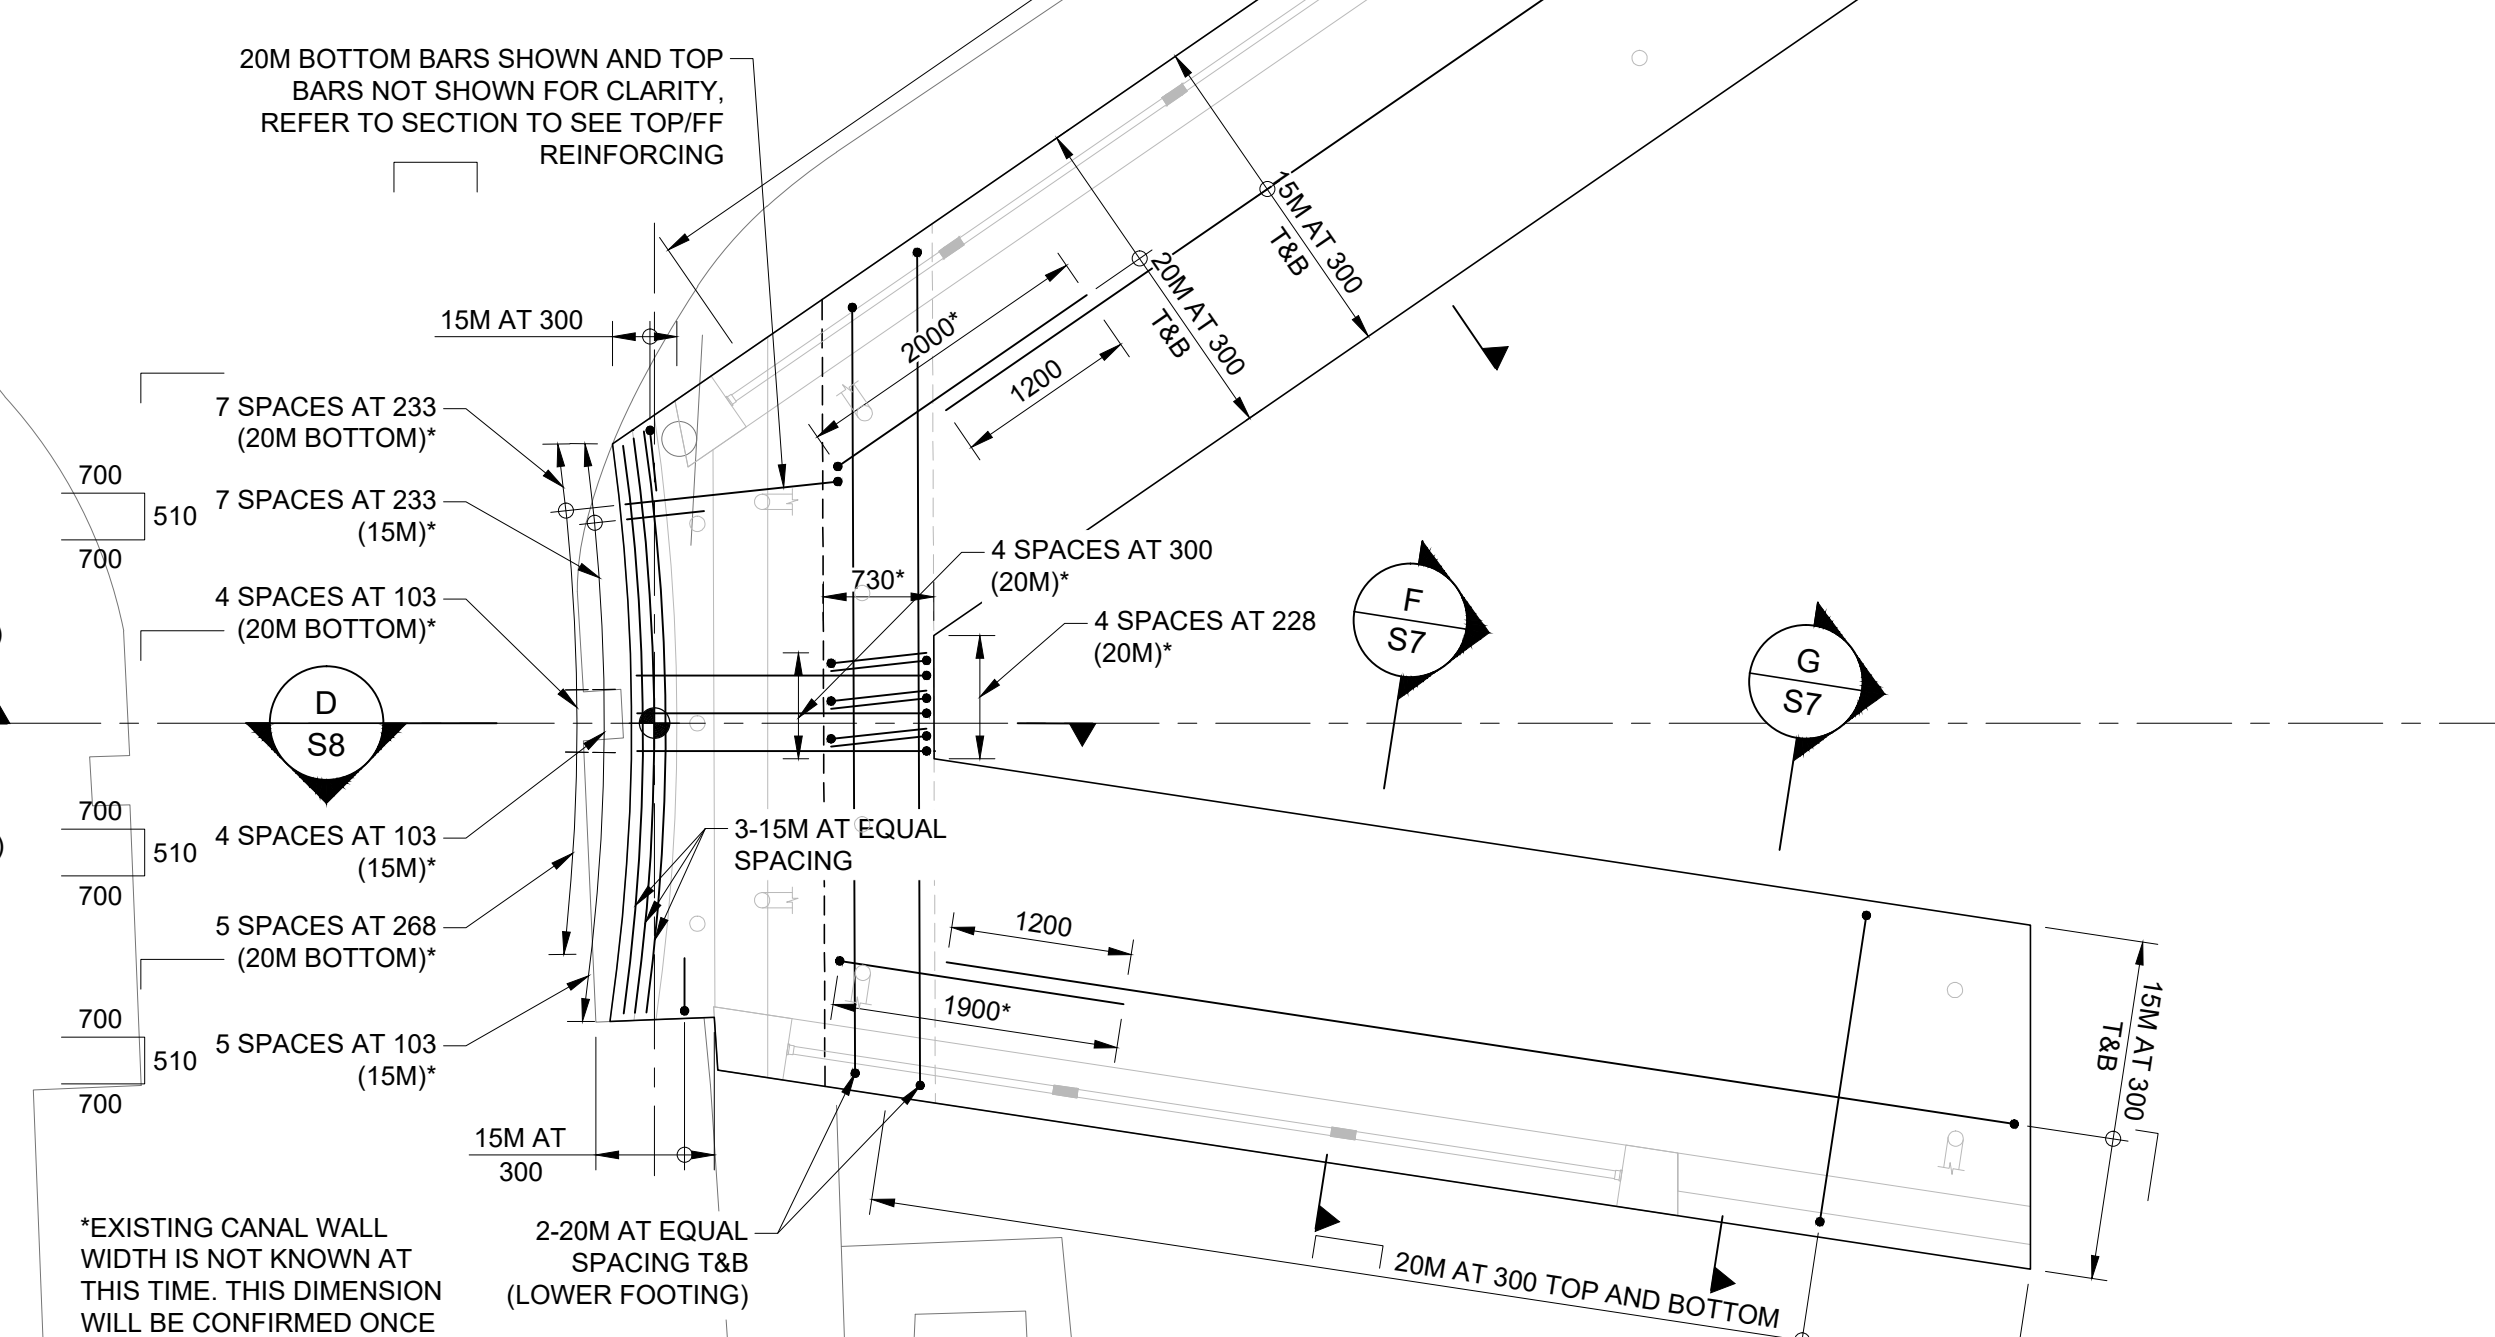 20M BOTTOM BARS SHOWN AND TOP
BARS NOT SHOWN FOR CLARITY,
REFER TO SECTION TO SEE TOP/FF
REINFORCING
15M AT 300
T&B
20M AT 300
T&B
2000*
1200
15M AT 300
7 SPACES AT 233
(20M BOTTOM)*
7 SPACES AT 233
(15M)*
700
510
700
4 SPACES AT 103
(20M BOTTOM)*
730*
4 SPACES AT 300
(20M)*
4 SPACES AT 228
(20M)*
F
S7
G
S7
D
S8
700
510
700
4 SPACES AT 103
(15M)*
3-15M AT EQUAL
SPACING
5 SPACES AT 268
(20M BOTTOM)*
1200
1900*
15M AT 300
T&B
700
510
700
5 SPACES AT 103
(15M)*
15M AT
300
2-20M AT EQUAL
SPACING T&B
(LOWER FOOTING)
20M AT 300 TOP AND BOTTOM
*EXISTING CANAL WALL
WIDTH IS NOT KNOWN AT
THIS TIME. THIS DIMENSION
WILL BE CONFIRMED ONCE